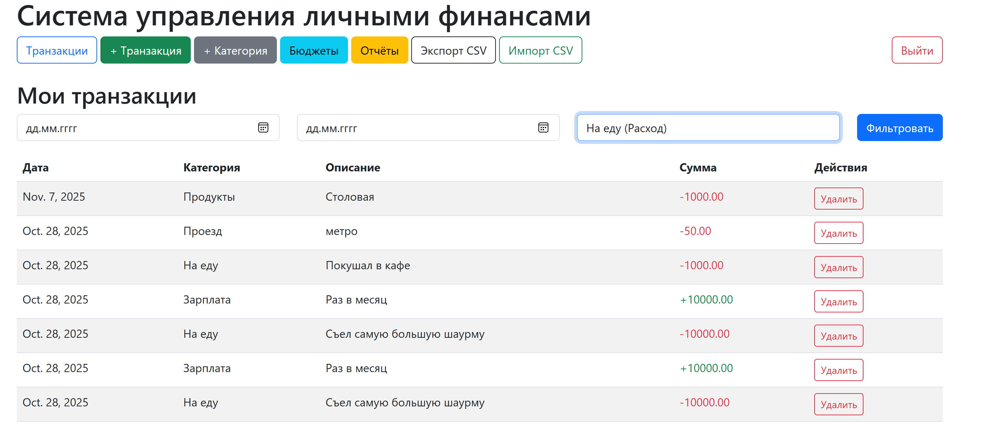 Система управления личными финансами
Транзакции + Транзакция + Категория Бюджеты Отчёты Экспорт CSV Импорт CSV Выйти
Мои транзакции
дд.мм.гггг дд.мм.гггг На еду (Расход) Фильтровать
Дата Категория Описание Сумма Действия
Nov. 7, 2025 Продукты Столовая -1000.00 Удалить
Oct. 28, 2025 Проезд метро -50.00 Удалить
Oct. 28, 2025 На еду Покушал в кафе -1000.00 Удалить
Oct. 28, 2025 Зарплата Раз в месяц +10000.00 Удалить
Oct. 28, 2025 На еду Съел самую большую шаурму -10000.00 Удалить
Oct. 28, 2025 Зарплата Раз в месяц +10000.00 Удалить
Oct. 28, 2025 На еду Съел самую большую шаурму -10000.00 Удалить